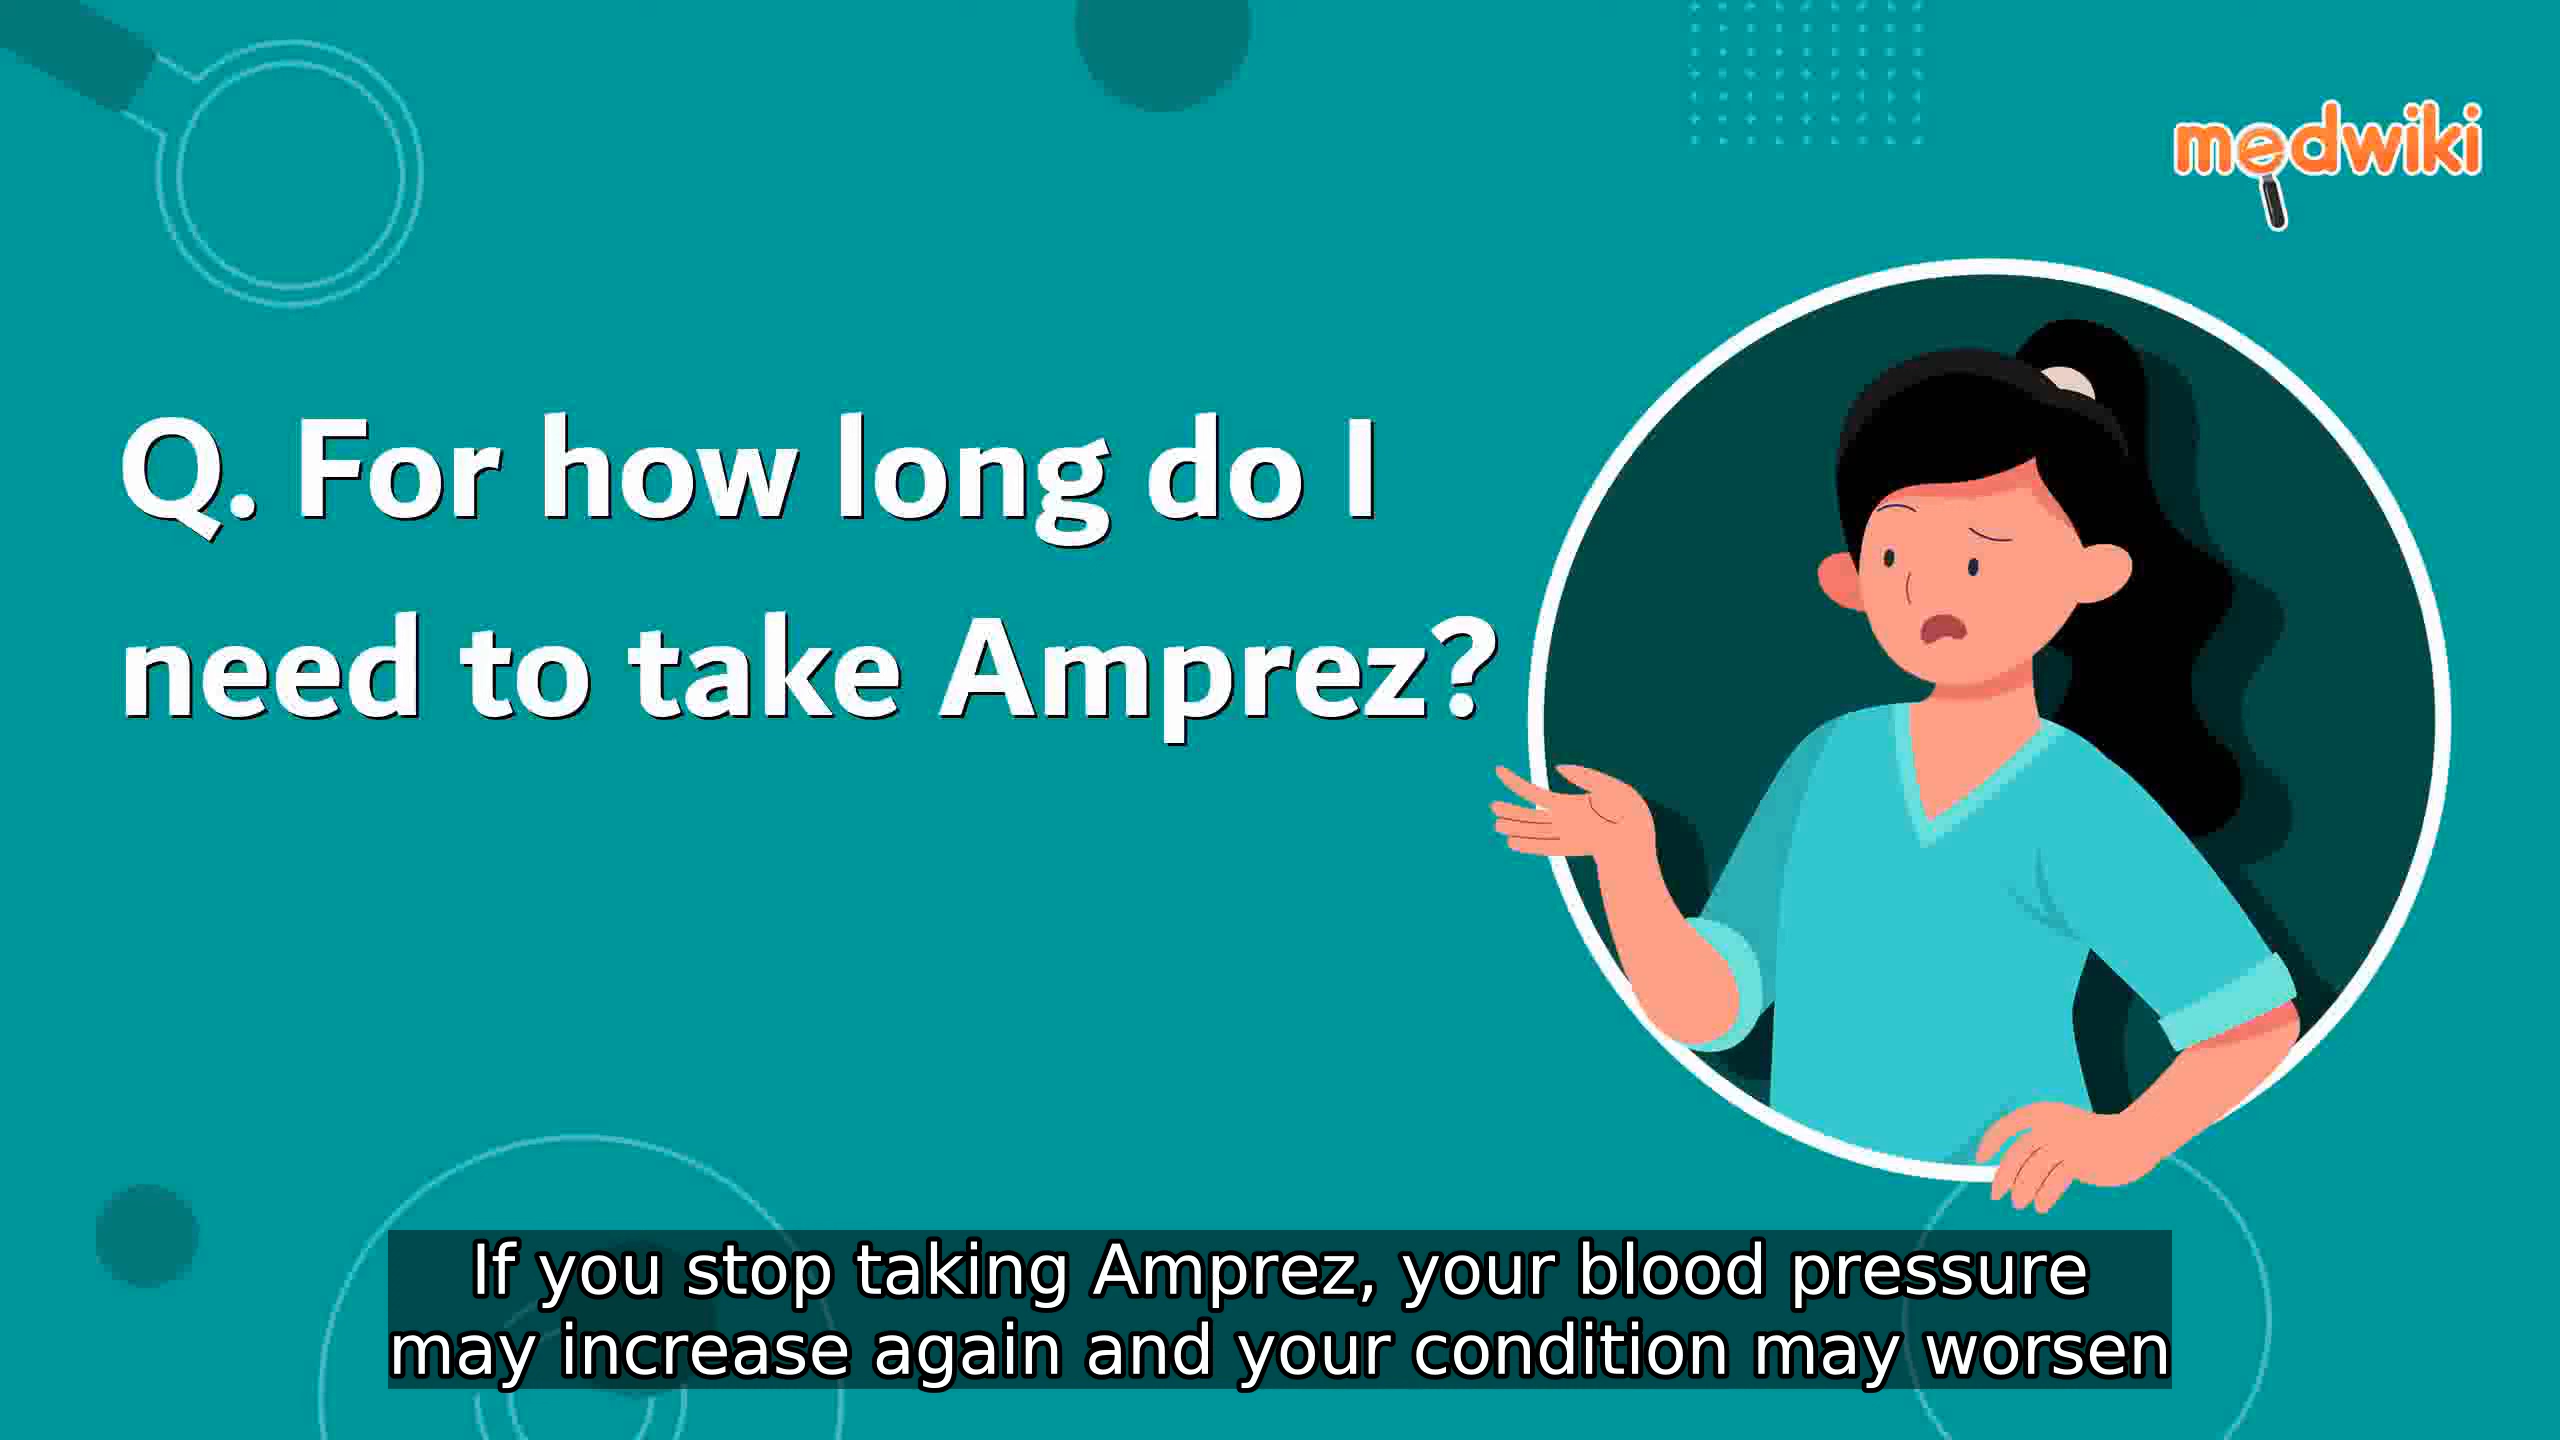 medwiki
Q. For how long do I
need to take Amprez?
If you stop taking Amprez, your blood pressure
may increase again and your condition may worsen